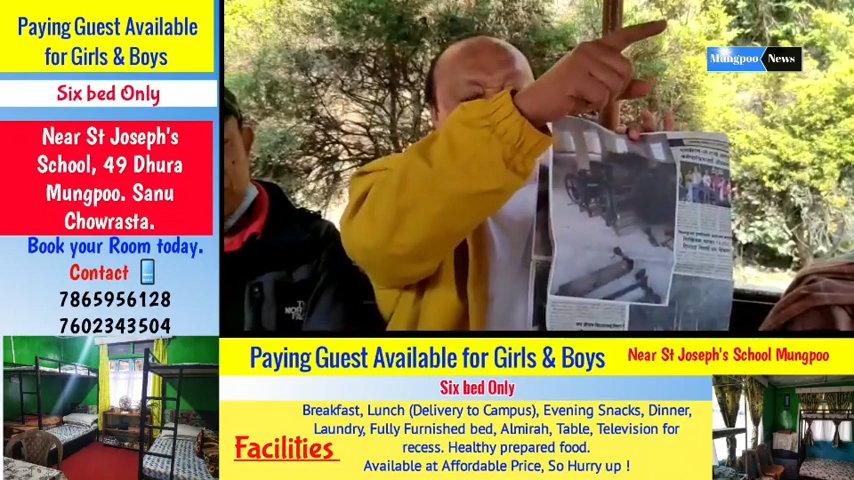 Paying Guest Available
for Girls & Boys
Six bed Only
Near St Joseph's
School, 49 Dhura
Mungpoo. Sanu
Chowrasta.
Book your Room today.
Contact
7865956128
7602343504
Mungpoo News
THE
NORTH
Paying Guest Available for Girls & Boys
Near St Joseph's School Mungpoo
Six bed Only
Facilities
Breakfast, Lunch (Delivery to Campus), Evening Snacks, Dinner,
Laundry, Fully Furnished bed, Almirah, Table, Television for
recess. Healthy prepared food.
Available at Affordable Price, So Hurry up !